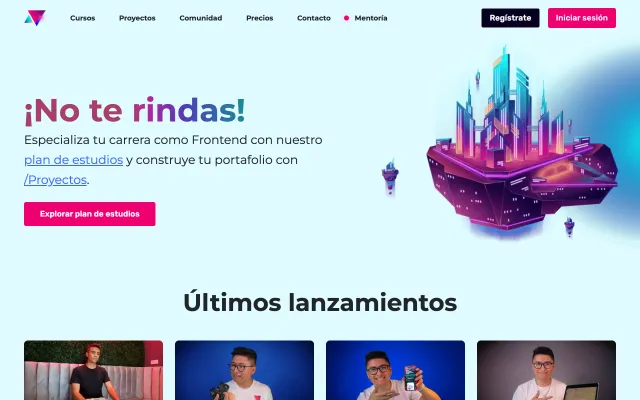 Cursos Proyectos Comunidad Precios Contacto Mentoría Regístrate Iniciar sesión
¡No te rindas!
Especializa tu carrera como Frontend con nuestro
plan de estudios y construye tu portafolio con
/Proyectos.
Explorar plan de estudios
Últimos lanzamientos